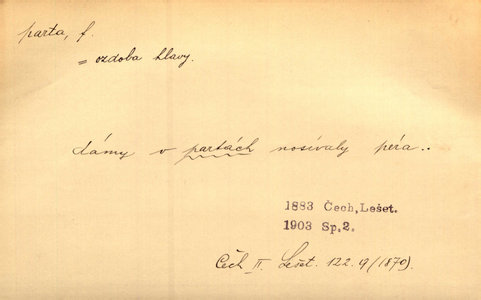 parta, f.
= ozdoba hlavy.
dámy v partách nosívaly péra..
1883 Čech, Lešet.
1903 Sp.2.
Čech II. Lešet. 122.9 (1870).